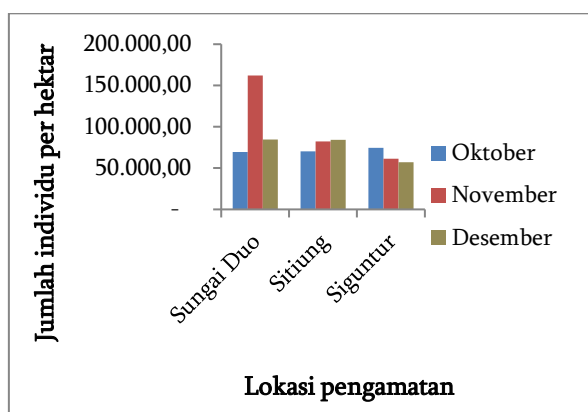 Jumlah individu per hektar
200.000,00
150.000,00
100.000,00
50.000,00
-
Sungai Duo
Sitiung
Siguntur
Lokasi pengamatan
Oktober
November
Desember